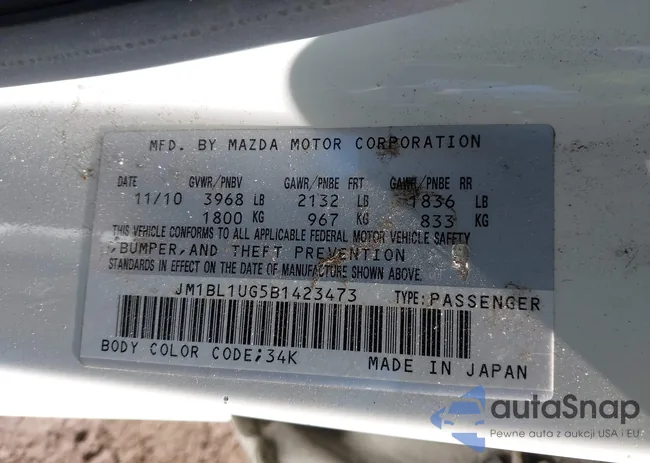 MFD. BY MAZDA MOTOR CORPORATION
DATE GVWR/PNBV GAWR/PNBE FRT GAWR/PNBE RR
11/10 3968 LB 2132 LB 1836 LB
1800 KG 967 KG 833 KG
THIS VEHICLE CONFORMS TO ALL APPLICABLE FEDERAL MOTOR VEHICLE SAFETY
,BUMPER,AND THEFT PREVENTION
STANDARDS IN EFFECT ON THE DATE OF MANUFACTURE SHOWN ABOVE.
JM1BL1UG5B1423473 TYPE:PASSENGER
BODY COLOR CODE;34K MADE IN JAPAN
autoSnap
Pewne auta z aukcji USA i EU